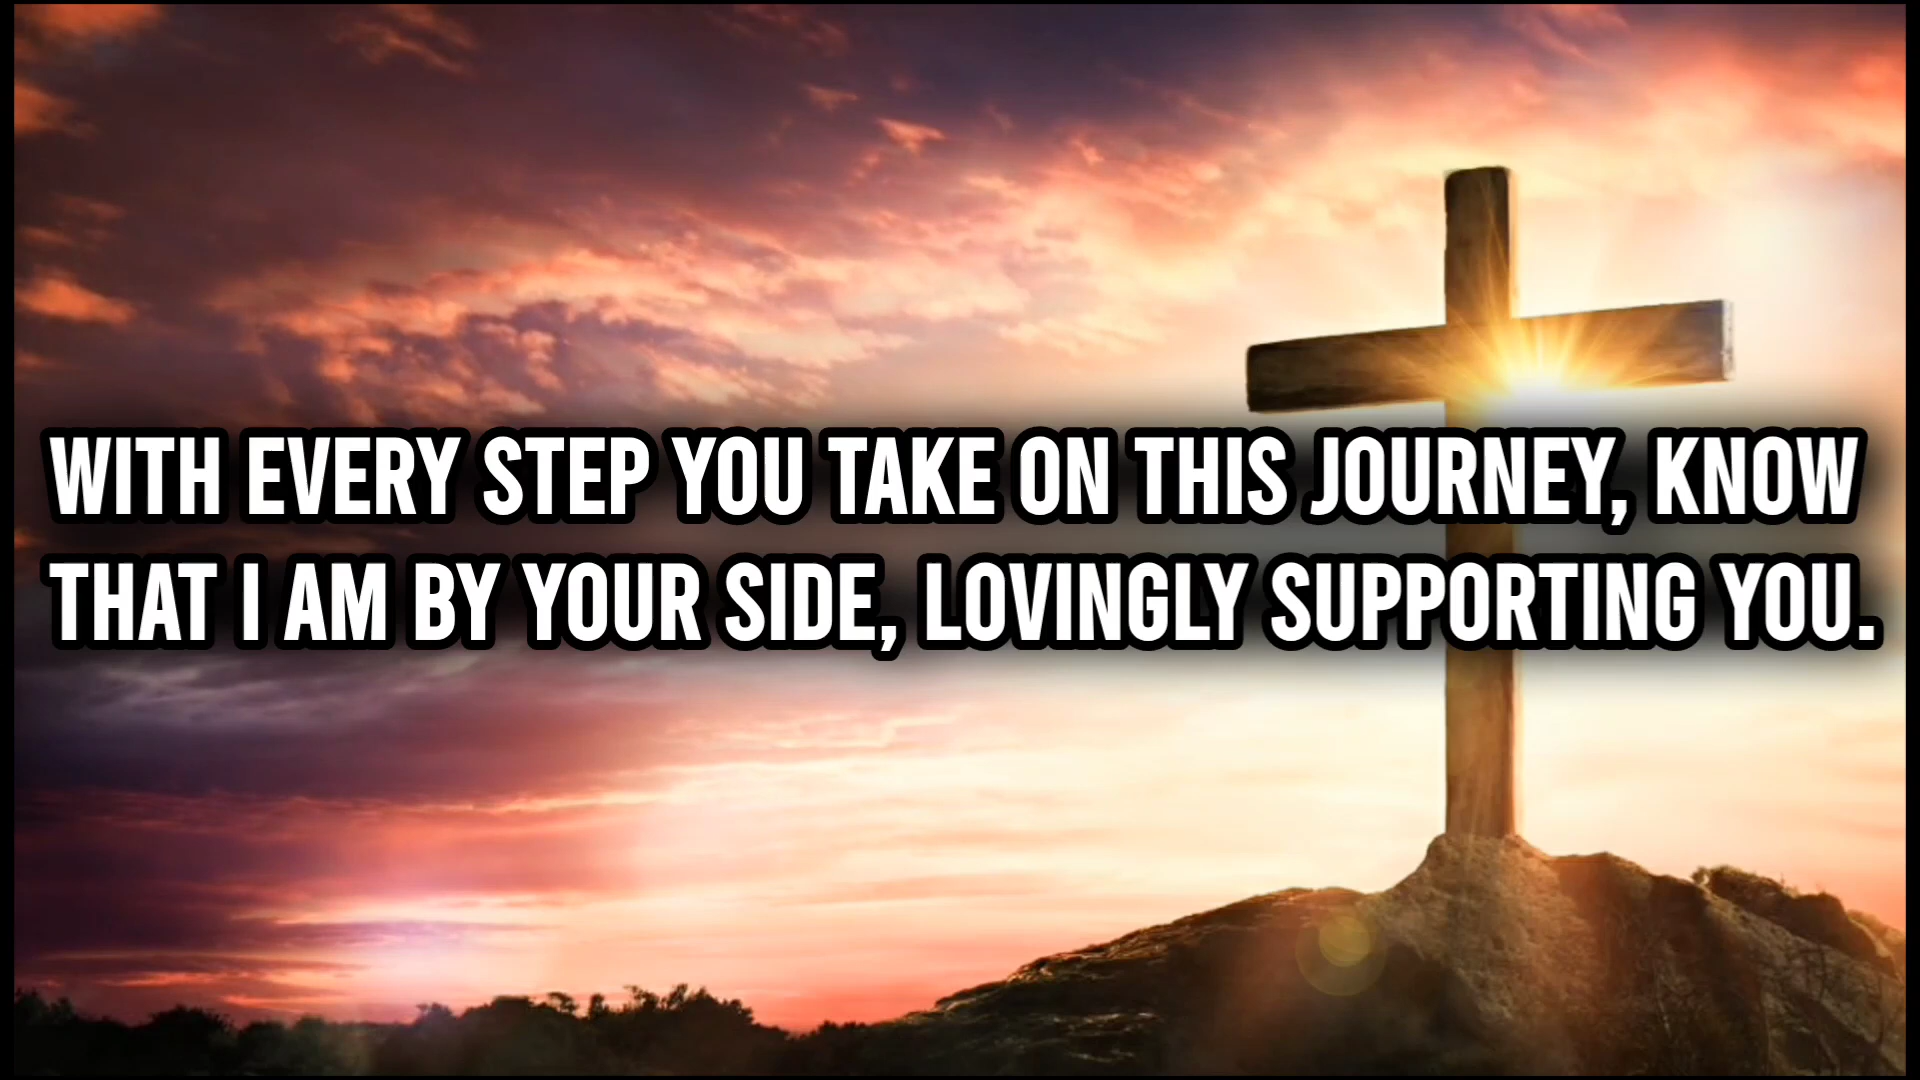 WITH EVERY STEP YOU TAKE ON THIS JOURNEY, KNOW
THAT I AM BY YOUR SIDE, LOVINGLY SUPPORTING YOU.